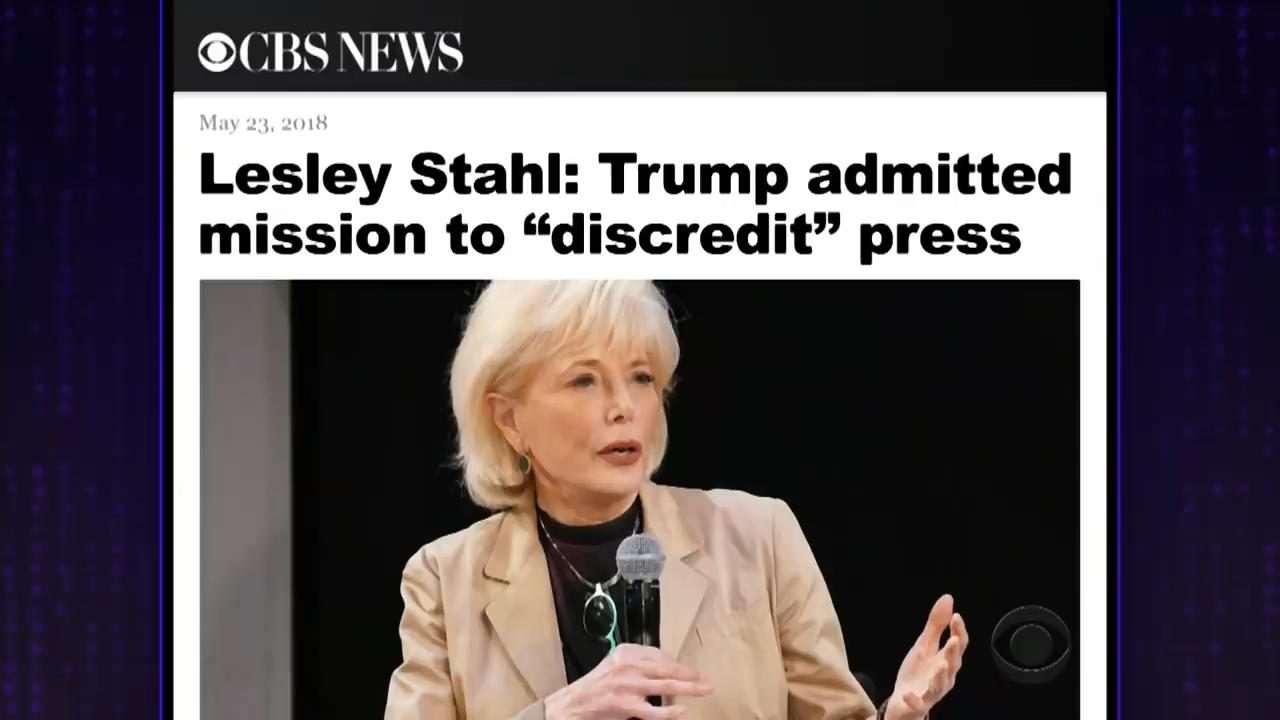 CBS NEWS
May 23, 2018
Lesley Stahl: Trump admitted
mission to “discredit” press